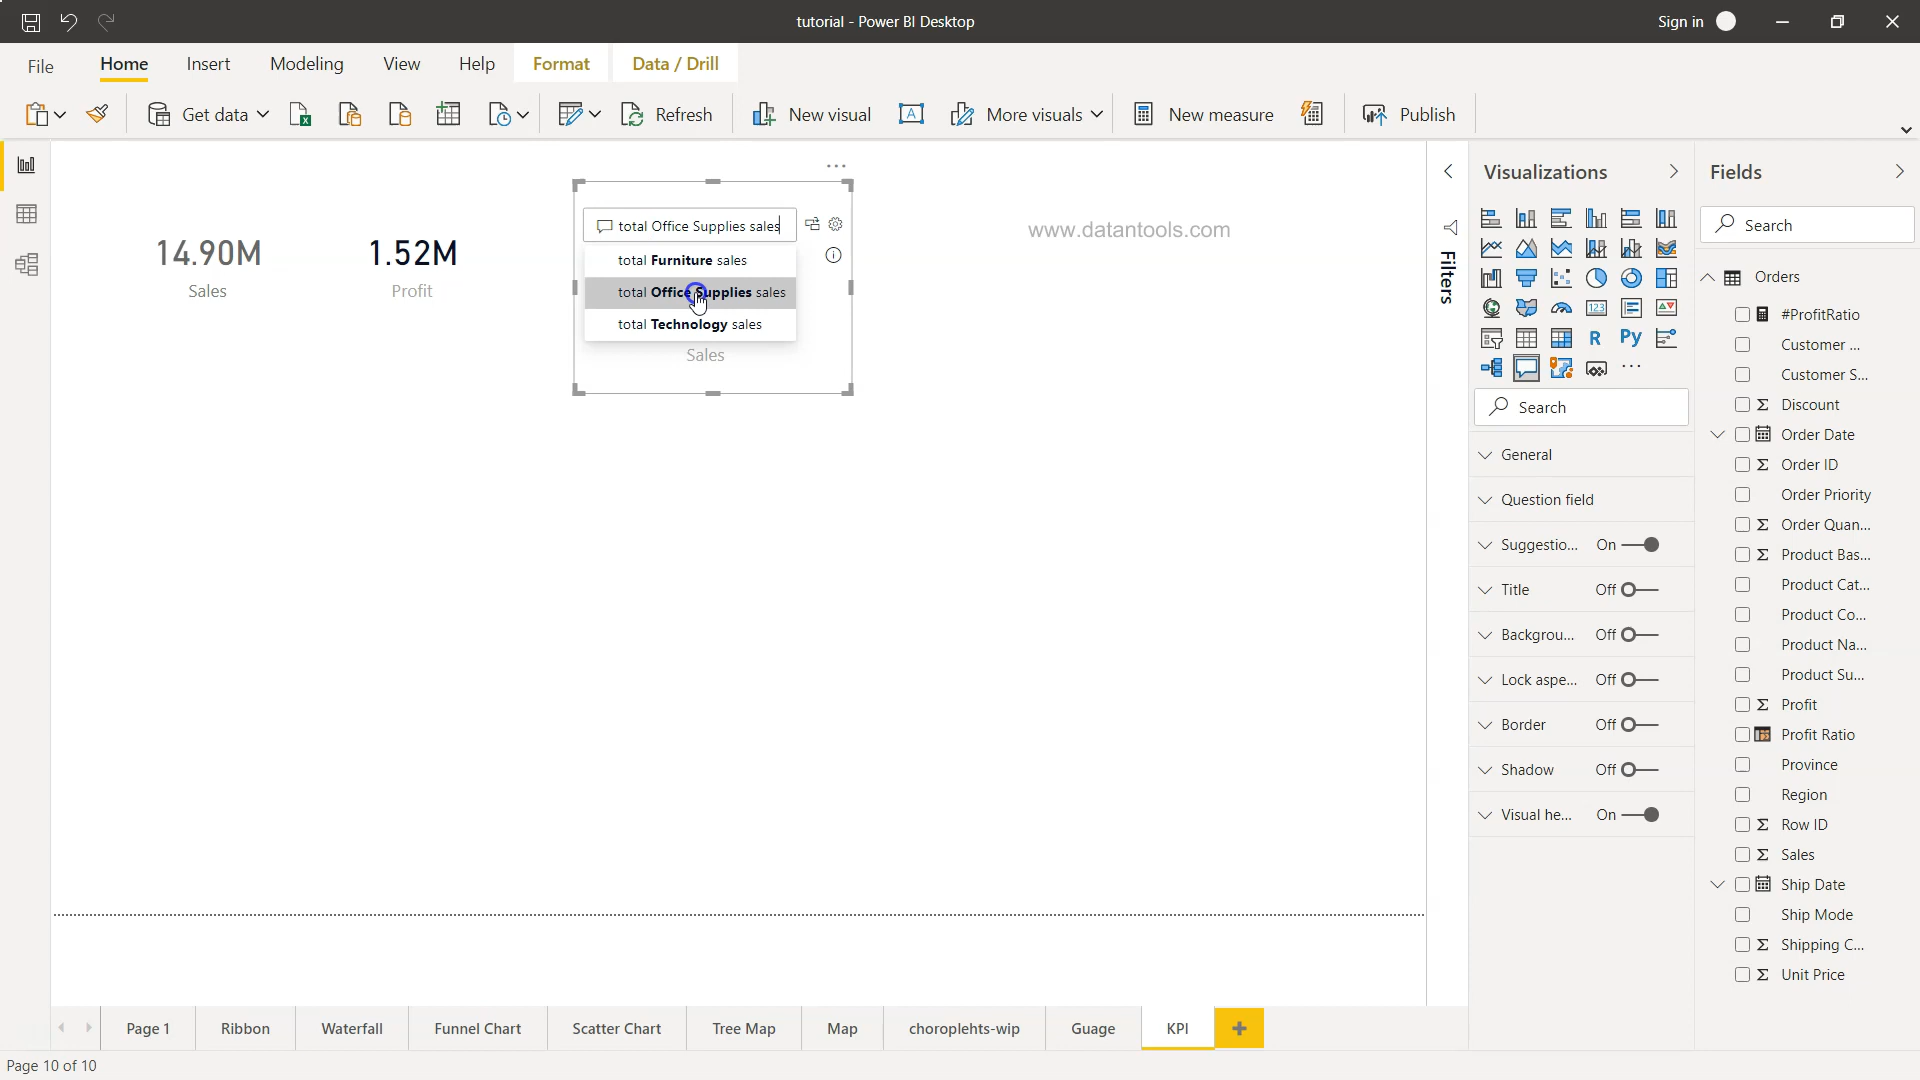 tutorial - Power BI Desktop
Sign in
File
Home
Insert
Modeling
View
Help
Format
Data / Drill
Get data
Refresh
New visual
More visuals
New measure
Publish
14.90M
Sales
1.52M
Profit
total Office Supplies sales
total Furniture sales
total Office Supplies sales
total Technology sales
Sales
www.datantools.com
Filters
Visualizations
R
Py
123
Search
General
Question field
Suggestio... On
Title Off
Backgrou... Off
Lock aspe... Off
Border Off
Shadow Off
Visual he... On
Fields
Search
Orders
#ProfitRatio
Customer ...
Customer S...
Discount
Order Date
Order ID
Order Priority
Order Quan...
Product Bas...
Product Cat...
Product Co...
Product Na...
Product Su...
Profit
Profit Ratio
Province
Region
Row ID
Sales
Ship Date
Ship Mode
Shipping C...
Unit Price
Page 1
Ribbon
Waterfall
Funnel Chart
Scatter Chart
Tree Map
Map
choroplehts-wip
Guage
KPI
Page 10 of 10